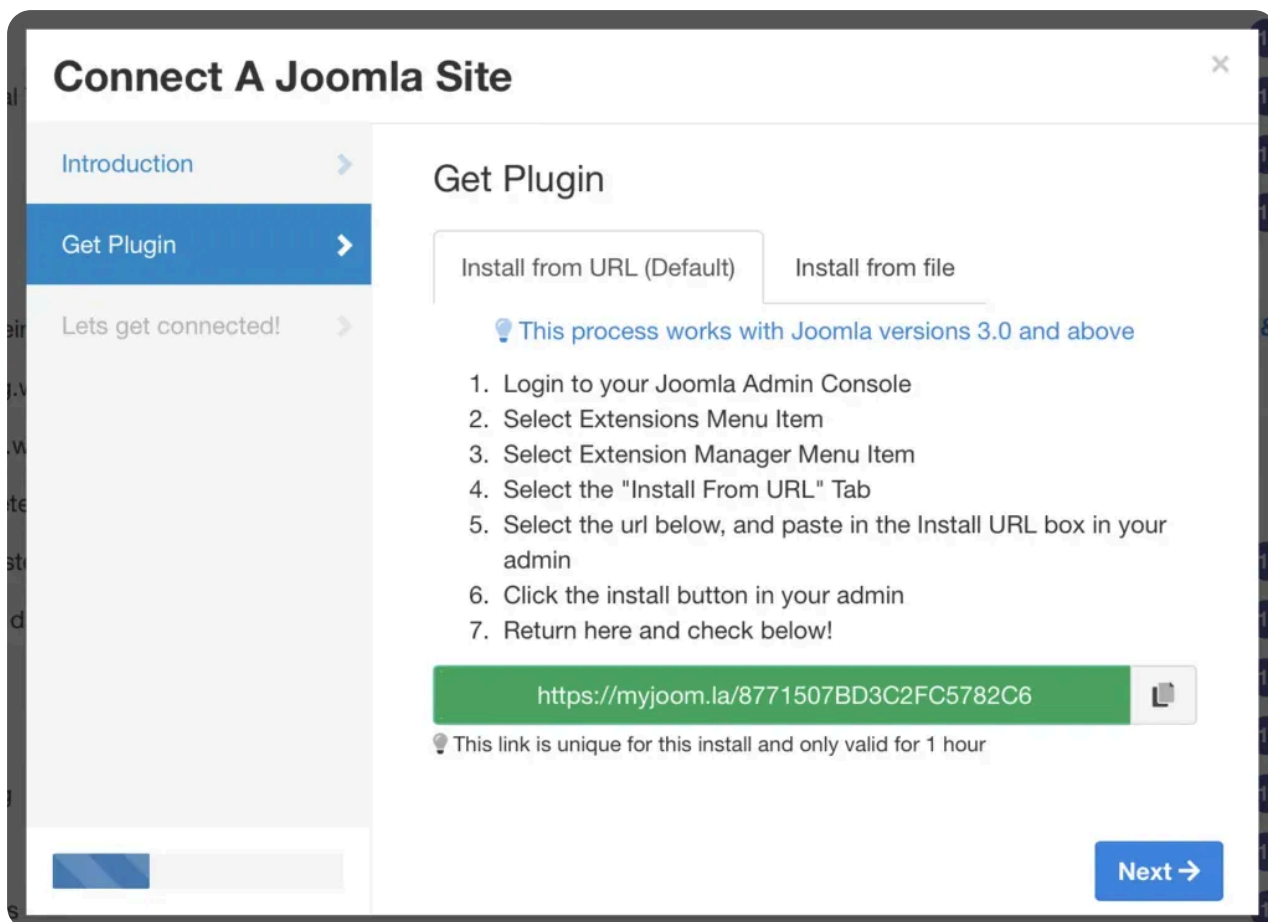 Connect A Joomla Site
×
Introduction
Get Plugin
Lets get connected!
Get Plugin
Install from URL (Default)
Install from file
This process works with Joomla versions 3.0 and above
1. Login to your Joomla Admin Console
2. Select Extensions Menu Item
3. Select Extension Manager Menu Item
4. Select the "Install From URL" Tab
5. Select the url below, and paste in the Install URL box in your
admin
6. Click the install button in your admin
7. Return here and check below!
https://myjoom.la/8771507BD3C2FC5782C6
This link is unique for this install and only valid for 1 hour
Next →